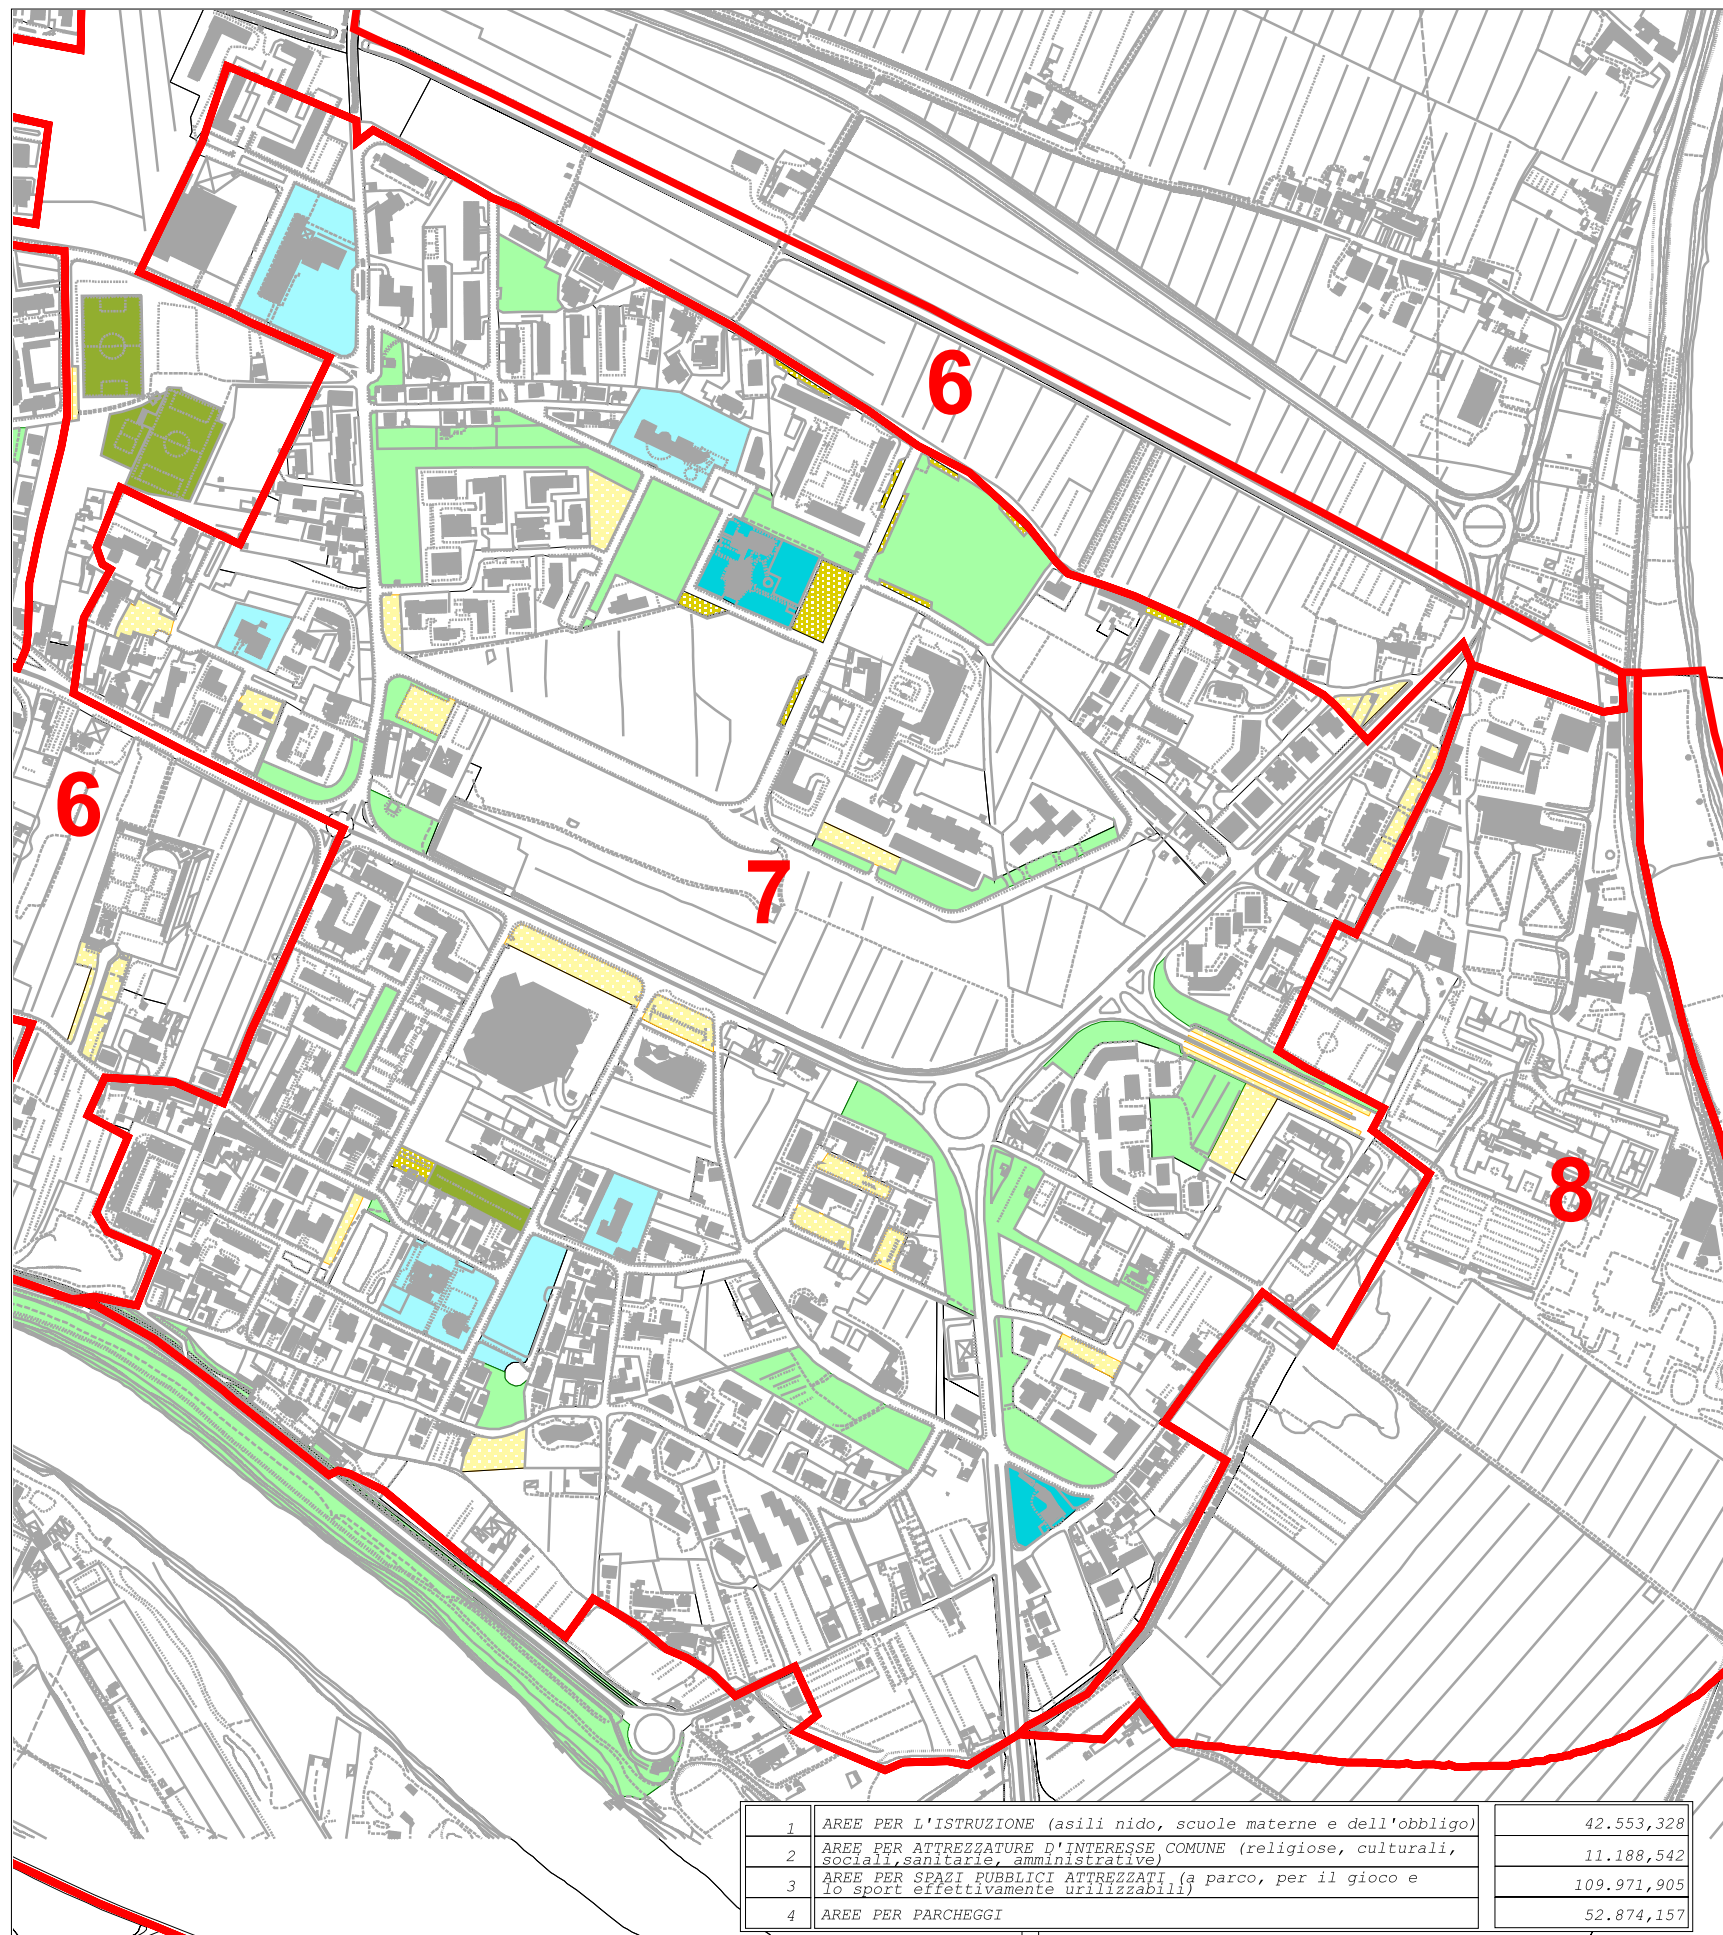 6
6
7
8
1 AREE PER L'ISTRUZIONE (asili nido, scuole materne e dell'obbligo) 42.553,328
2 AREE PER ATTREZZATURE D'INTERESSE COMUNE (religiose, culturali,
sociali,sanitarie, amministrative) 11.188,542
3 AREE PER SPAZI PUBBLICI ATTREZZATI (a parco, per il gioco e
lo sport effettivamente urilizzabili) 109.971,905
4 AREE PER PARCHEGGI 52.874,157